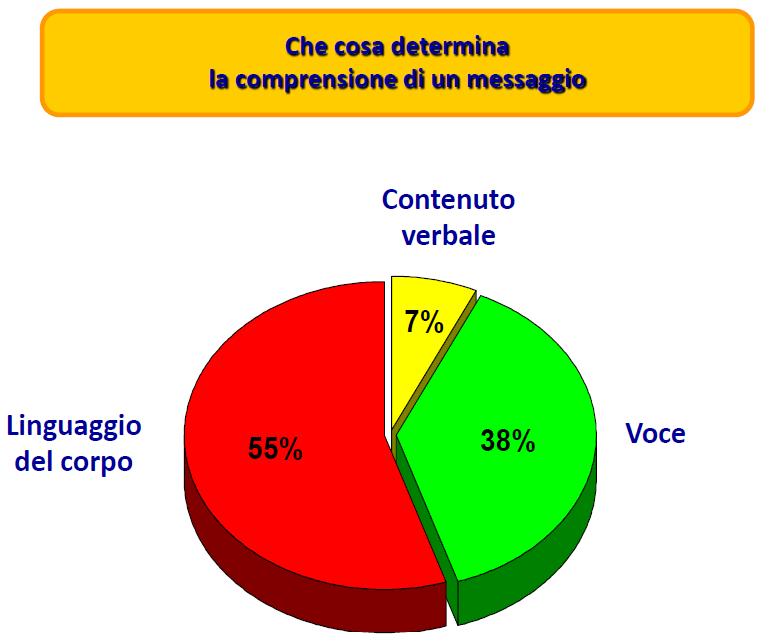 Che cosa determina
la comprensione di un messaggio
Contenuto
verbale
7%
Linguaggio
del corpo
55%
38%
Voce